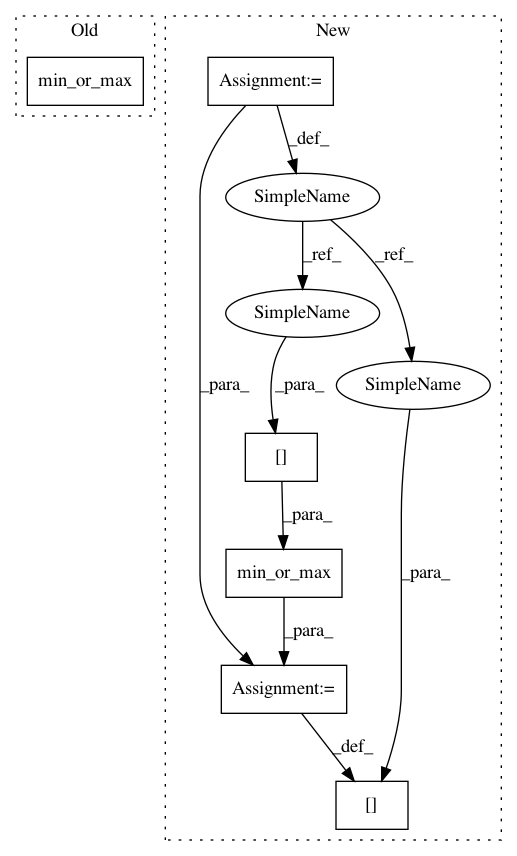 Old
New
min_or_max
Assignment:=
_def_
SimpleName
_ref_
_ref_
SimpleName
SimpleName
_para_
_para_
[]
_para_
min_or_max
_para_
_para_
Assignment:=
_def_
[]